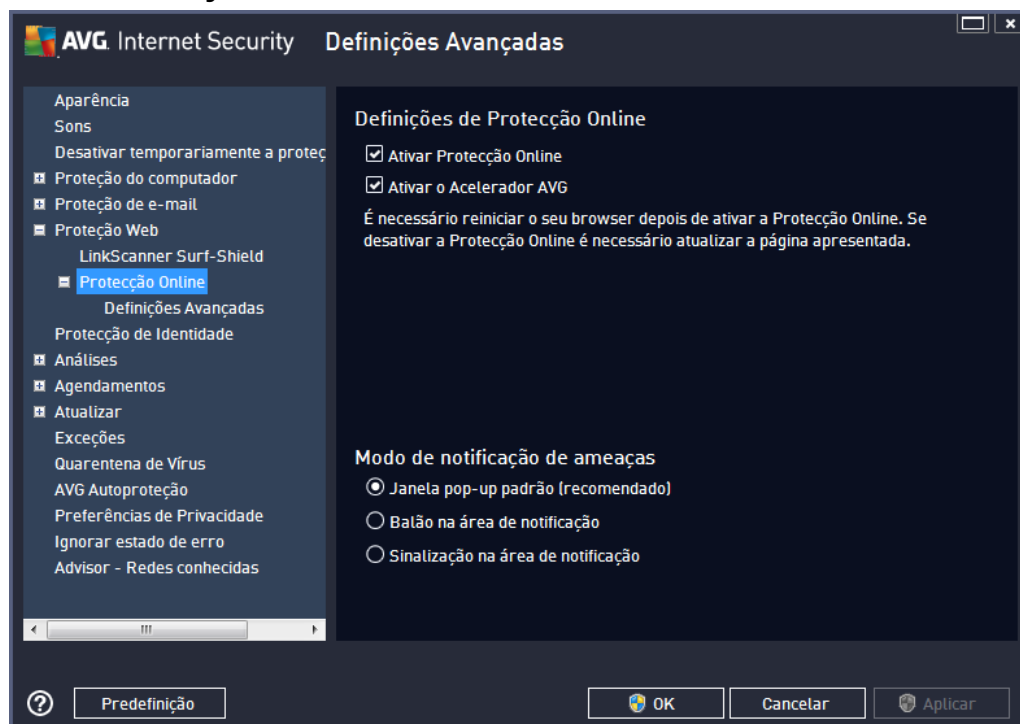 AVG. Internet Security Definições Avançadas
Aparência
Sons
Desativar temporariamente a proteç
Proteção do computador
Proteção de e-mail
Proteção Web
LinkScanner Surf-Shield
Protecção Online
Definições Avançadas
Protecção de Identidade
Análises
Agendamentos
Atualizar
Exceções
Quarentena de Vírus
AVG Autoproteção
Preferências de Privacidade
Ignorar estado de erro
Advisor - Redes conhecidas
Definições de Protecção Online
Ativar Protecção Online
Ativar o Acelerador AVG
É necessário reiniciar o seu browser depois de ativar a Protecção Online. Se
desativar a Protecção Online é necessário atualizar a página apresentada.
Modo de notificação de ameaças
Janela pop-up padrão (recomendado)
Balão na área de notificação
Sinalização na área de notificação
Predefinição
OK
Cancelar
Aplicar